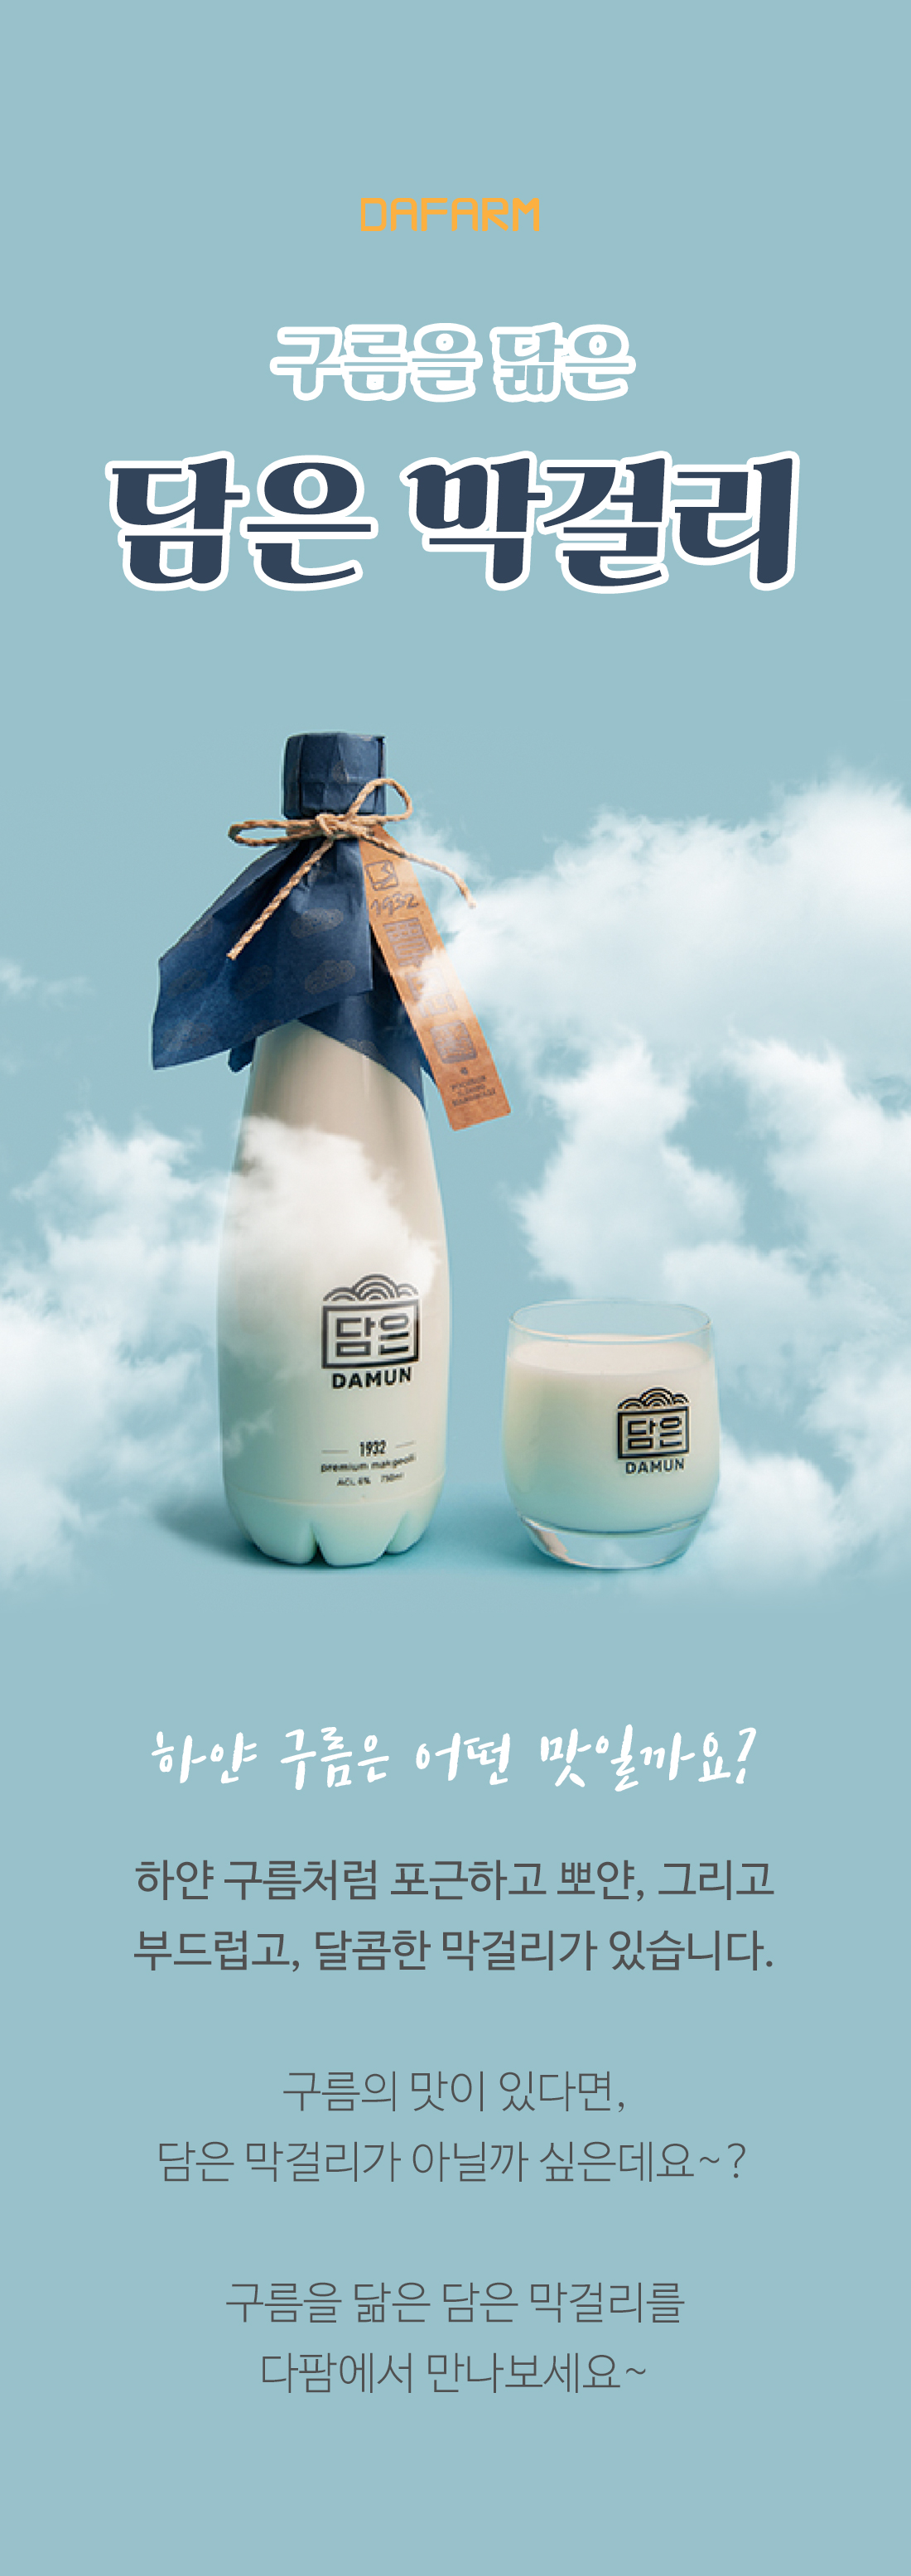 DAFARM
구름을 닮은
담은 막걸리
1932
담은
DAMUN
1932
premium makgeolli
ACL 6% 750ml
담은
DAMUN
하얀 구름은 어떤 맛일까요?
하얀 구름처럼 포근하고 뽀얀, 그리고
부드럽고, 달콤한 막걸리가 있습니다.
구름의 맛이 있다면,
담은 막걸리가 아닐까 싶은데요~?
구름을 닮은 담은 막걸리를
다팜에서 만나보세요~